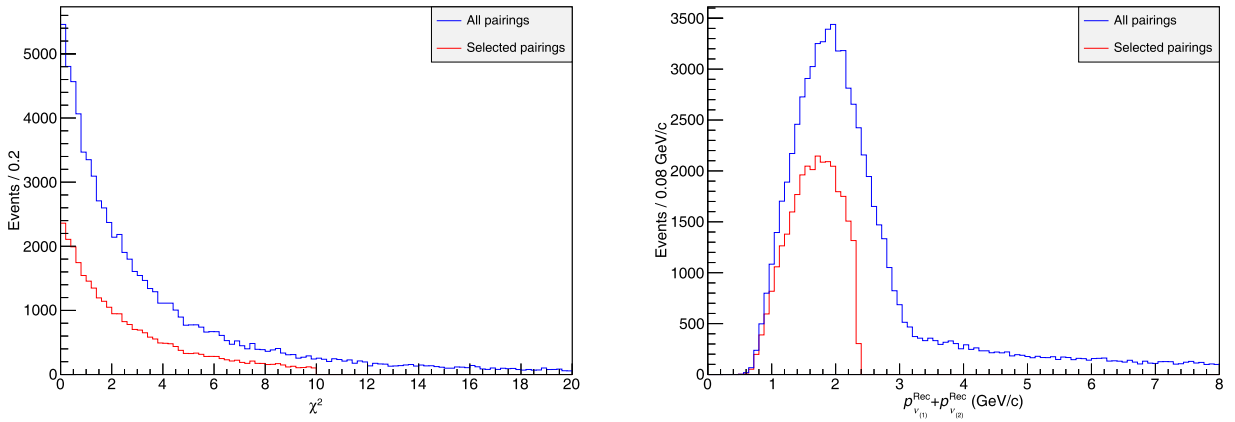 All pairings
Selected pairings
Events / 0.2
5000
4000
3000
2000
1000
0
0 2 4 6 8 10 12 14 16 18 20
χ²
All pairings
Selected pairings
Events / 0.08 GeV/c
3500
3000
2500
2000
1500
1000
500
0
0 1 2 3 4 5 6 7 8
p^Rec_ν(1) + p^Rec_ν(2) (GeV/c)